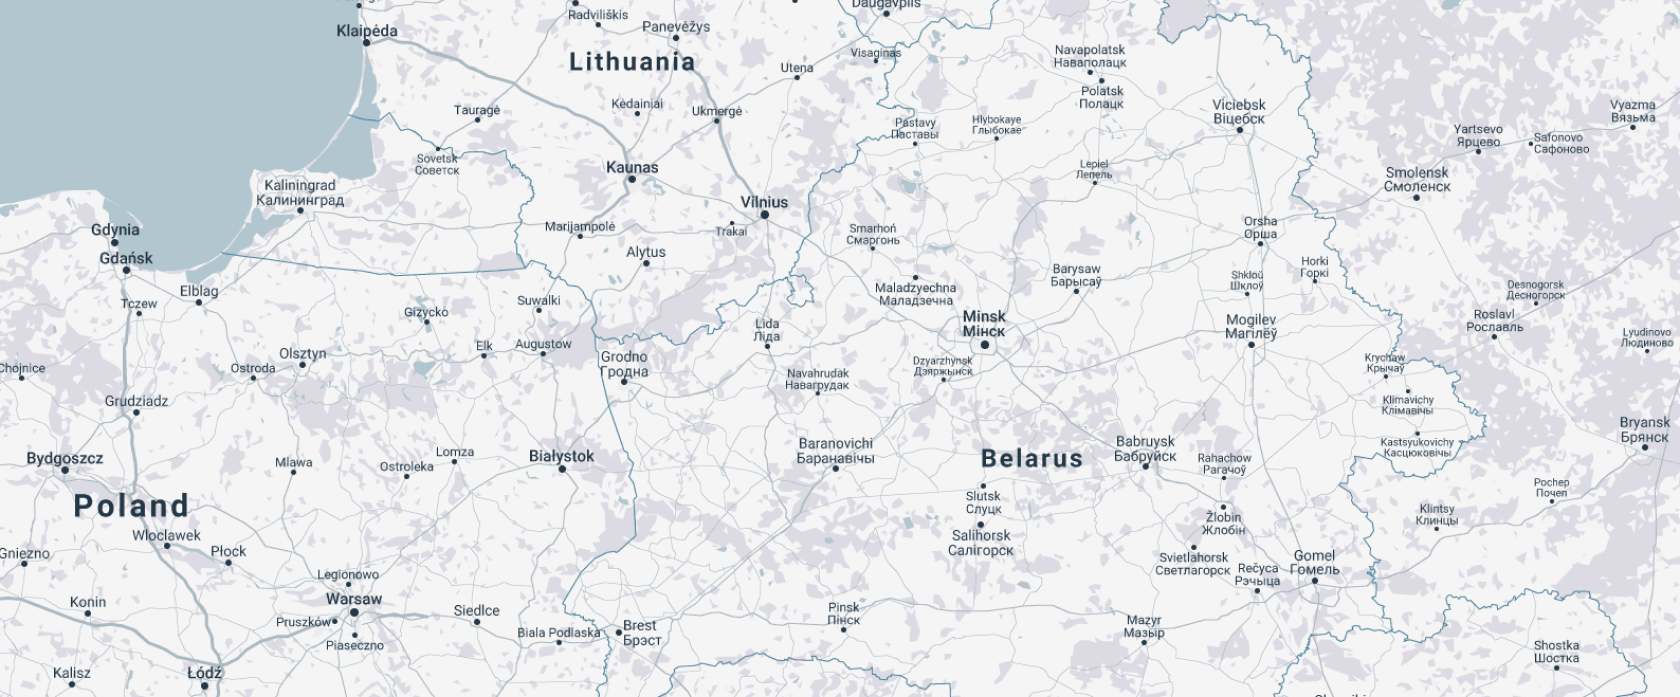 Daugavpils
Radviliškis
Panevėžys
Klaipėda
Lithuania
Visaginas
Utena
Navapolatsk
Наваполацк
Polatsk
Полацк
Kėdainiai
Ukmergė
Tauragė
Viciebsk
Віцебск
Vyazma
Вязьма
Pastavy
Паставы
Hlybokaye
Глыбокае
Yartsevo
Ярцево
Safonovo
Сафоново
Sovetsk
Советск
Kaunas
Lepiel
Лепель
Smolensk
Смоленск
Kaliningrad
Калининград
Vilnius
Gdynia
Marijampolė
Trakai
Smarhoń
Смаргонь
Orsha
Орша
Gdańsk
Alytus
Barysaw
Барысаў
Shkloŭ
Шклоў
Horki
Горкі
Elblag
Tczew
Suwalki
Maladzyechna
Маладзечна
Desnogorsk
Десногорск
Giżycko
Lida
Ліда
Minsk
Мінск
Mogilev
Магілёў
Roslavl
Рославль
Lyudinovo
Людиново
Chojnice
Olsztyn
Ostroda
Elk
Augustow
Grodno
Гродна
Navahrudak
Навагрудак
Dzyarzhynsk
Дзяржынск
Krychaw
Крычаў
Grudziadz
Klimavichy
Клімавічы
Bydgoszcz
Mlawa
Ostroleka
Lomza
Białystok
Baranovichi
Баранавічы
Belarus
Babruysk
Бабруйск
Rahachow
Рагачоў
Kastsyukovichy
Касцюковічы
Bryansk
Брянск
Poland
Slutsk
Слуцк
Žlobin
Жлобін
Klintsy
Клинцы
Pochep
Почеп
Wloclawek
Płock
Gniezno
Salihorsk
Салігорск
Svietlahorsk
Светлагорск
Rečyca
Рэчыца
Gomel
Гомель
Legionowo
Konin
Warsaw
Pruszków
Piaseczno
Siedlce
Biala Podlaska
Brest
Брэст
Pinsk
Пінск
Mazyr
Мазыр
Shostka
Шостка
Kalisz
Łódź